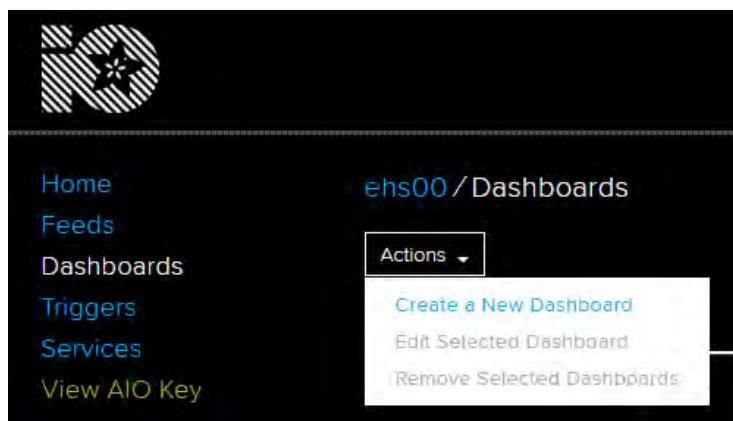 io
Home
Feeds
Dashboards
Triggers
Services
View AIO Key
ehs00/Dashboards
Actions
Create a New Dashboard
Edit Selected Dashboard
Remove Selected Dashboards